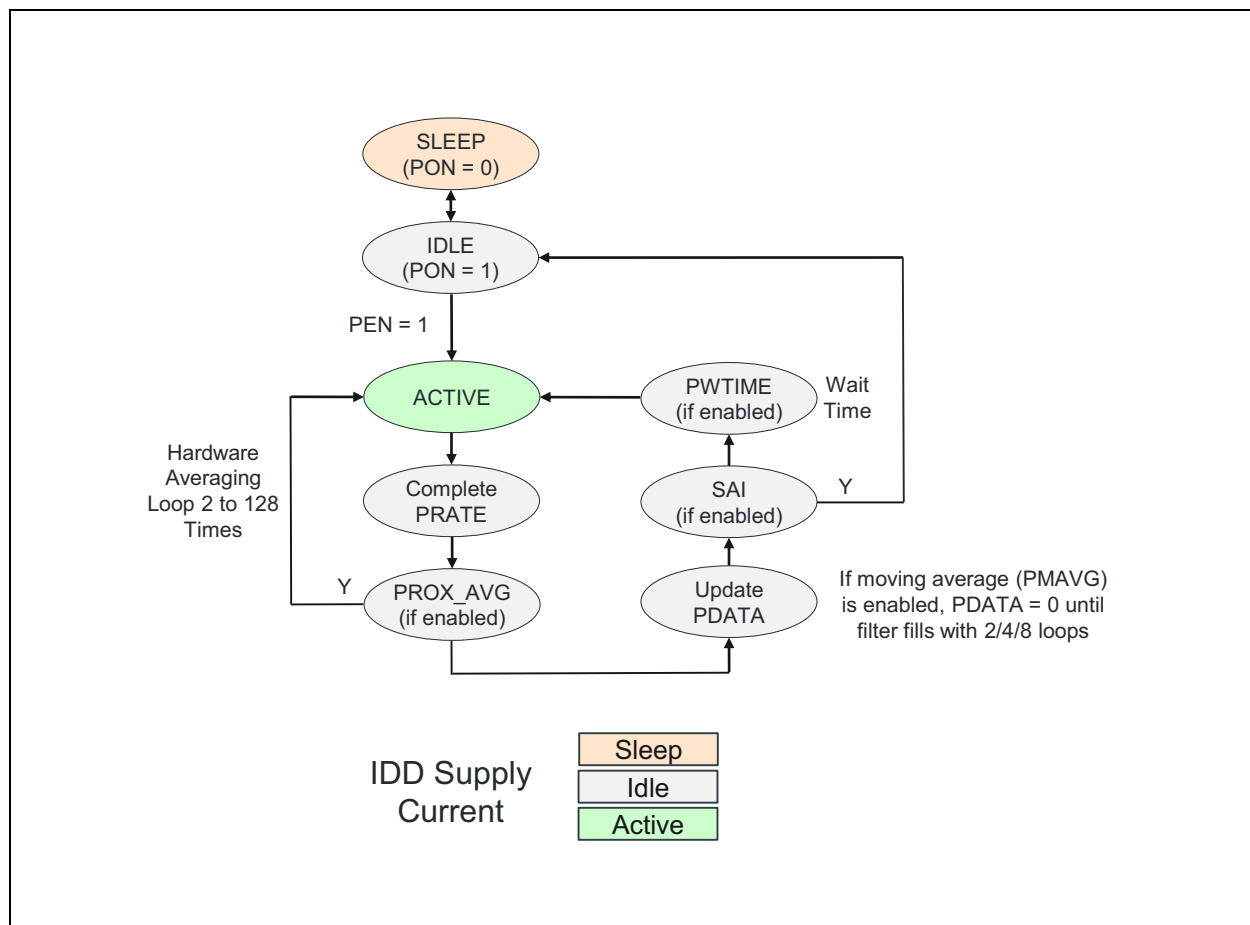 SLEEP
(PON = 0)
IDLE
(PON = 1)
PEN = 1
ACTIVE
PWTIME
(if enabled)
Wait
Time
Hardware
Averaging
Loop 2 to 128
Times
Complete
PRATE
SAI
(if enabled)
Y
Y
PROX_AVG
(if enabled)
Update
PDATA
If moving average (PMAVG)
is enabled, PDATA = 0 until
filter fills with 2/4/8 loops
IDD Supply
Current
Sleep
Idle
Active